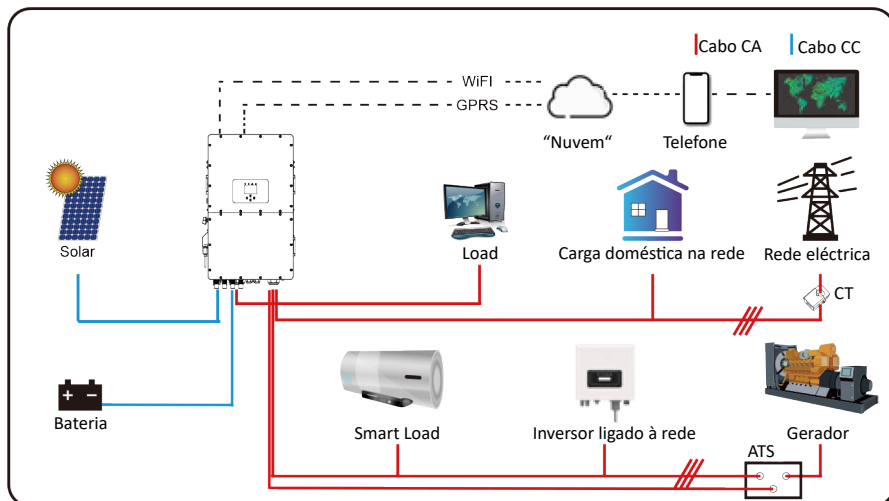 Cabo CA
Cabo CC
WiFI
GPRS
“Nuvem“
Telefone
Solar
Load
Carga doméstica na rede
Rede eléctrica
CT
Bateria
Smart Load
Inversor ligado à rede
Gerador
ATS